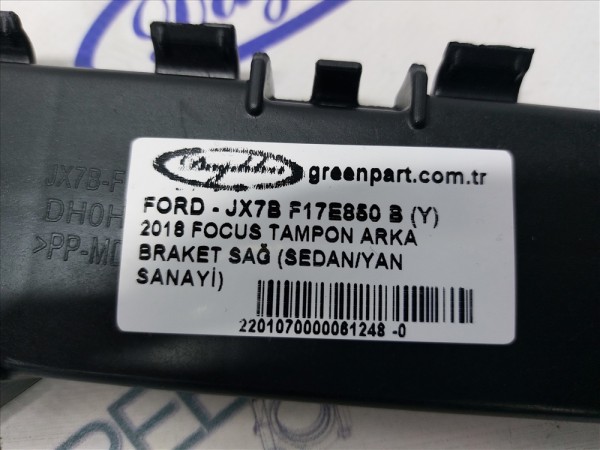 greenpart.com.tr
FORD - JX7B F17E850 B (Y)
2018 FOCUS TAMPON ARKA
BRAKET SAĞ (SEDAN/YAN
SANAYİ)
2201070000061248 -0
JX7B-F
DH0H
>PP-M